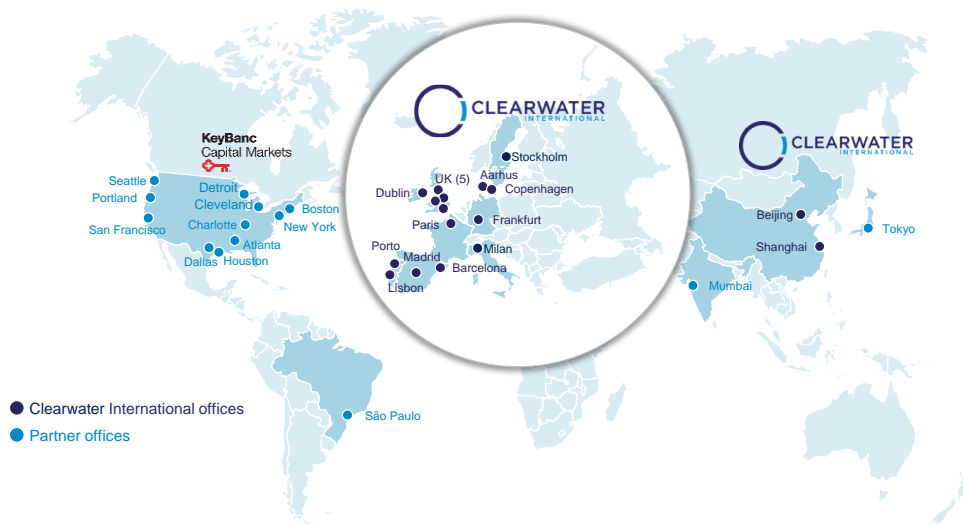 CLEARWATER
INTERNATIONAL
KeyBanc
Capital Markets
CLEARWATER
INTERNATIONAL
Stockholm
Aarhus
UK (5)
Copenhagen
Dublin
Frankfurt
Paris
Porto
Madrid
Milan
Barcelona
Lisbon
Seattle
Portland
San Francisco
Detroit
Cleveland
Boston
New York
Charlotte
Atlanta
Dallas
Houston
Beijing
Tokyo
Shanghai
Mumbai
São Paulo
Clearwater International offices
Partner offices